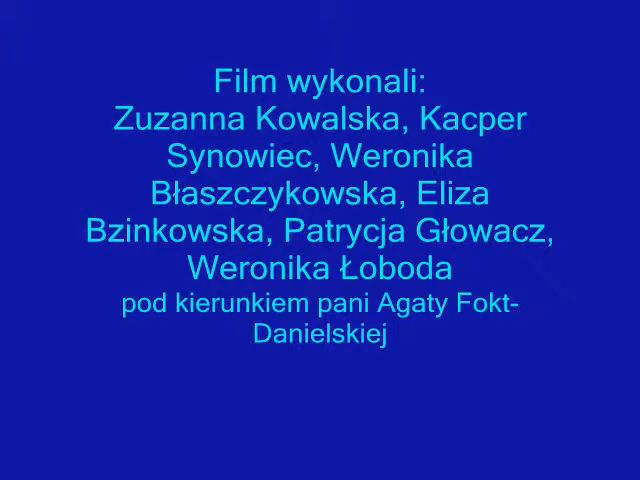 Film wykonali:
Zuzanna Kowalska, Kacper
Synowiec, Weronika
Błaszczykowska, Eliza
Bzinkowska, Patrycja Głowacz,
Weronika Łoboda
pod kierunkiem pani Agaty Fokt-
Danielskiej